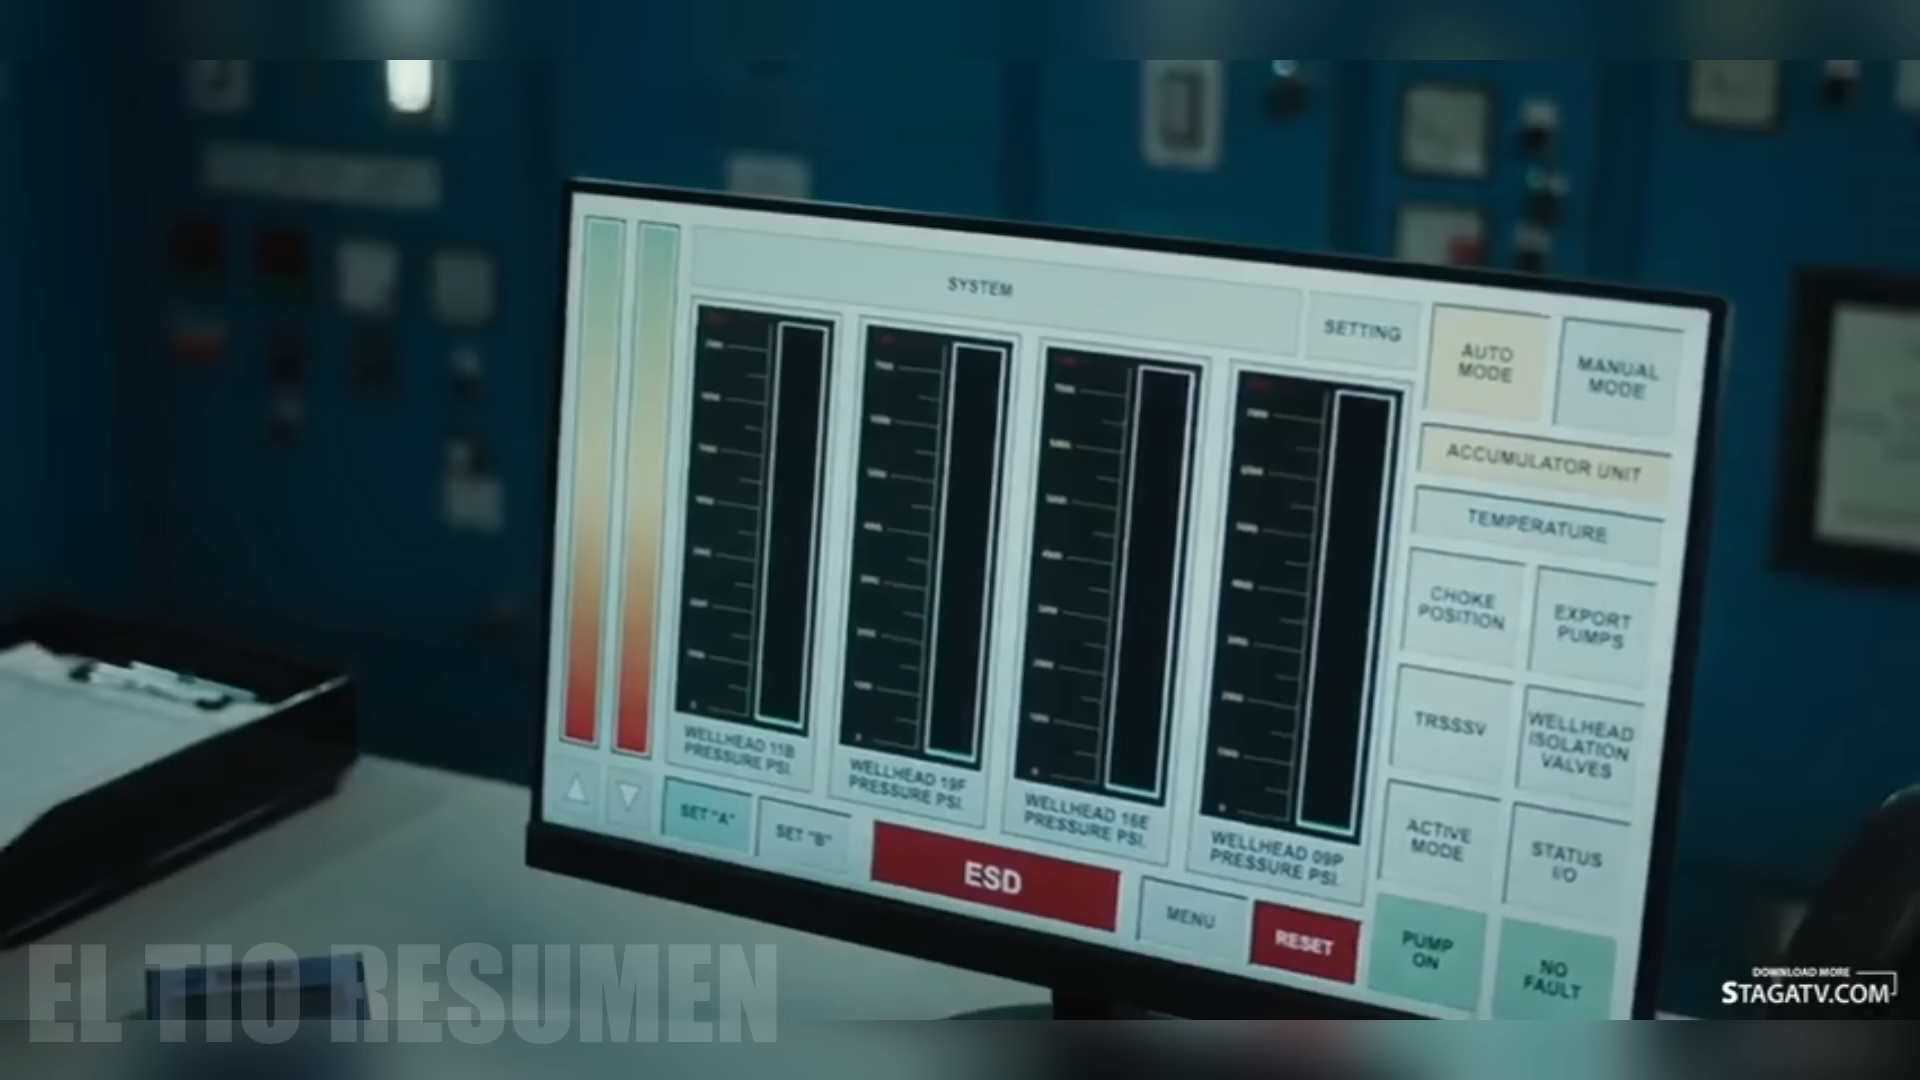 SYSTEM
SETTING
AUTO
MODE
MANUAL
MODE
ACCUMULATOR UNIT
TEMPERATURE
CHOKE
POSITION
EXPORT
PUMPS
TRSSSV
WELLHEAD
ISOLATION
VALVES
ACTIVE
MODE
STATUS
I/O
WELLHEAD 11B
PRESSURE PSI.
WELLHEAD 19F
PRESSURE PSI.
WELLHEAD 16E
PRESSURE PSI.
WELLHEAD 09P
PRESSURE PSI.
SET "A"
SET "B"
ESD
MENU
RESET
PUMP
ON
NO
FAULT
EL TIO RESUMEN
DOWNLOAD MORE
STAGATV.COM